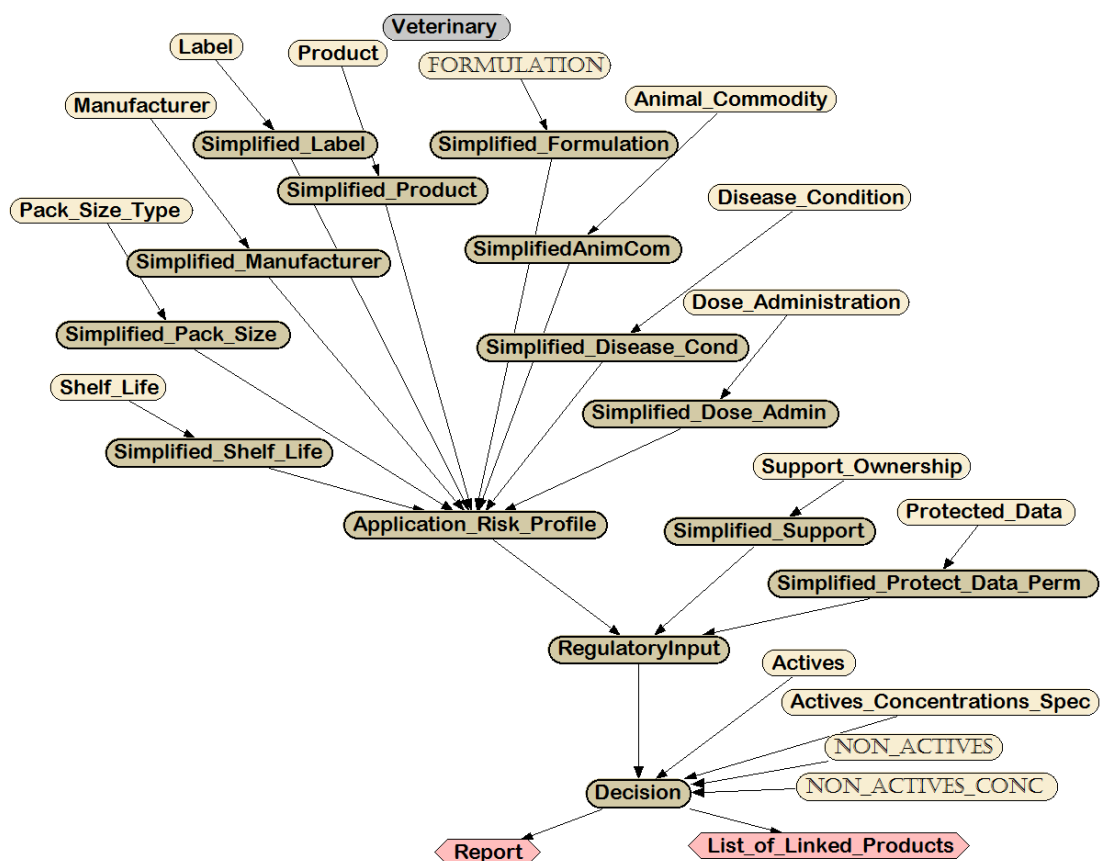 Veterinary
Label
Product
FORMULATION
Manufacturer
Animal_Commodity
Simplified_Label
Simplified_Formulation
Simplified_Product
Pack_Size_Type
Disease_Condition
Simplified_Manufacturer
SimplifiedAnimCom
Dose_Administration
Simplified_Pack_Size
Simplified_Disease_Cond
Shelf_Life
Simplified_Dose_Admin
Simplified_Shelf_Life
Support_Ownership
Application_Risk_Profile
Simplified_Support
Protected_Data
Simplified_Protect_Data_Perm
RegulatoryInput
Actives
Actives_Concentrations_Spec
NON_ACTIVES
NON_ACTIVES_CONC
Decision
Report
List_of_Linked_Products